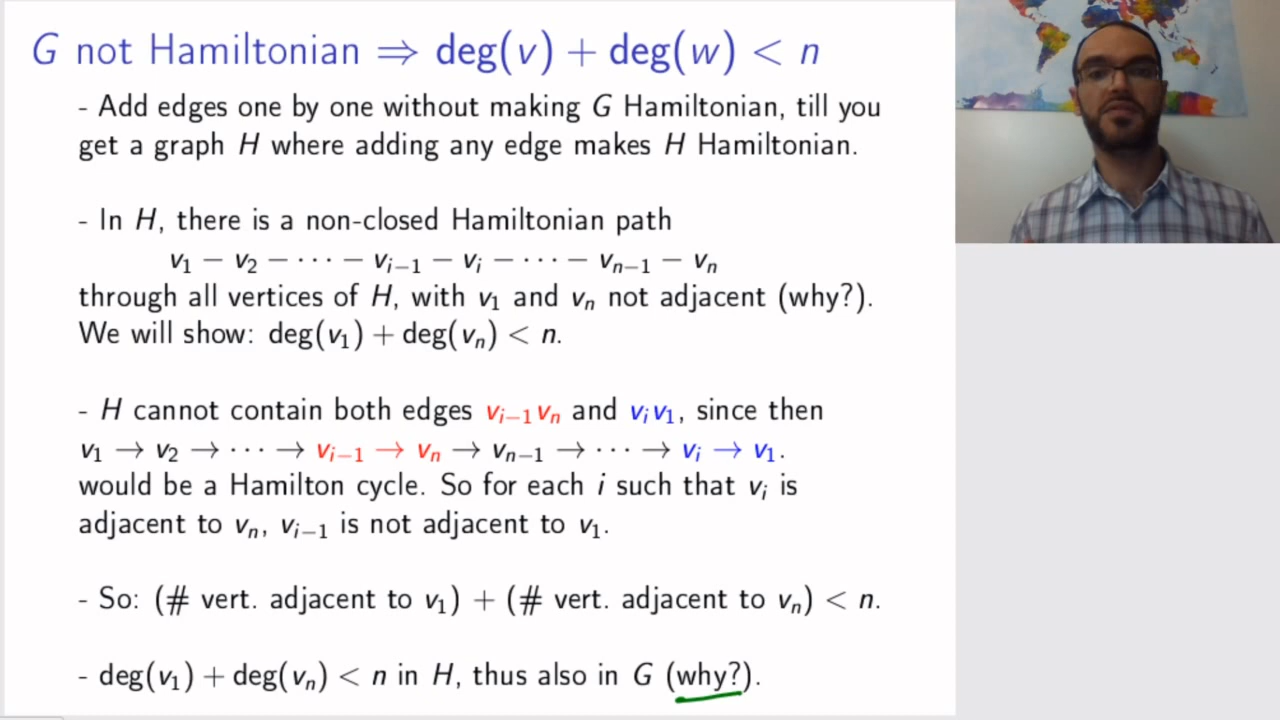 G not Hamiltonian ⇒ deg(v) + deg(w) < n
- Add edges one by one without making G Hamiltonian, till you
get a graph H where adding any edge makes H Hamiltonian.
- In H, there is a non-closed Hamiltonian path
v₁ − v₂ − ⋯ − vᵢ₋₁ − vᵢ − ⋯ − vₙ₋₁ − vₙ
through all vertices of H, with v₁ and vₙ not adjacent (why?).
We will show: deg(v₁) + deg(vₙ) < n.
- H cannot contain both edges vᵢ₋₁vₙ and vᵢv₁, since then
v₁ → v₂ → ⋯ → vᵢ₋₁ → vₙ → vₙ₋₁ → ⋯ → vᵢ → v₁.
would be a Hamilton cycle. So for each i such that vᵢ is
adjacent to vₙ, vᵢ₋₁ is not adjacent to v₁.
- So: (# vert. adjacent to v₁) + (# vert. adjacent to vₙ) < n.
- deg(v₁) + deg(vₙ) < n in H, thus also in G (why?).